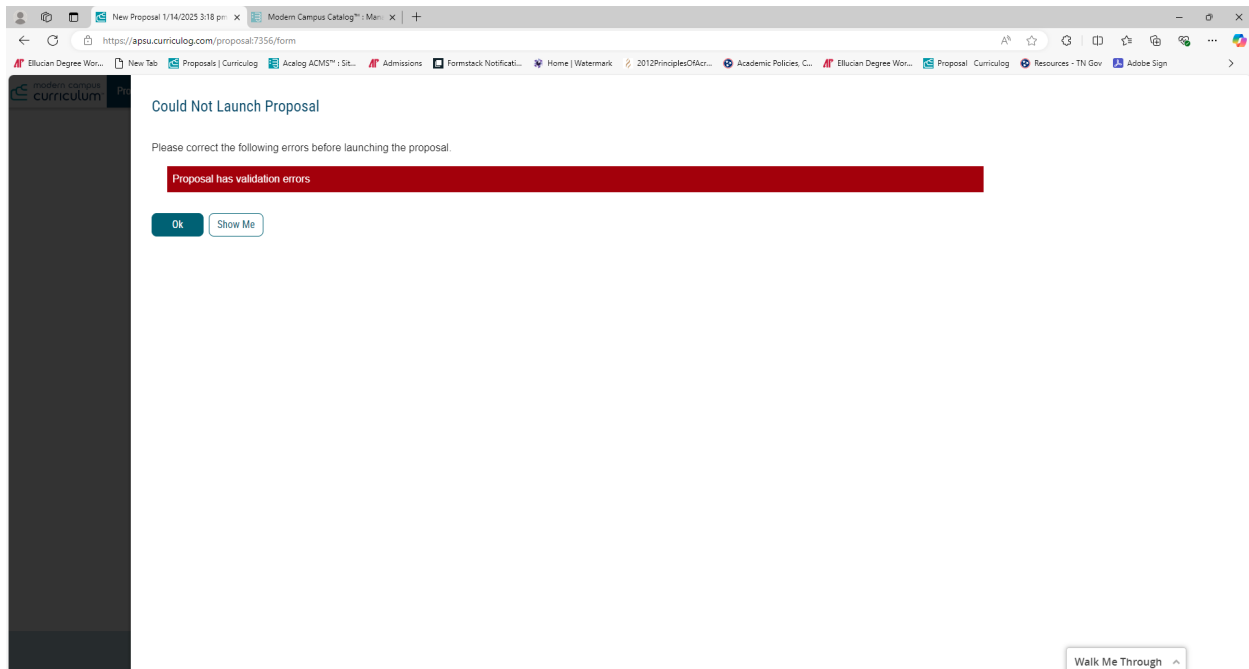 New Proposal 1/14/2025 3:18 pm
Modern Campus Catalog™ : Man
https://apsu.curriculog.com/proposal:7356/form
Ellucian Degree Wor... New Tab Proposals | Curriculog Acalog ACMS™ : Sit... Admissions Formstack Notificati... Home | Watermark 2012PrinciplesOfAcr... Academic Policies, C... Ellucian Degree Wor... Proposal Curriculog Resources - TN Gov Adobe Sign
modern campus
curriculum
Pro
Could Not Launch Proposal
Please correct the following errors before launching the proposal.
Proposal has validation errors
Ok Show Me
Walk Me Through